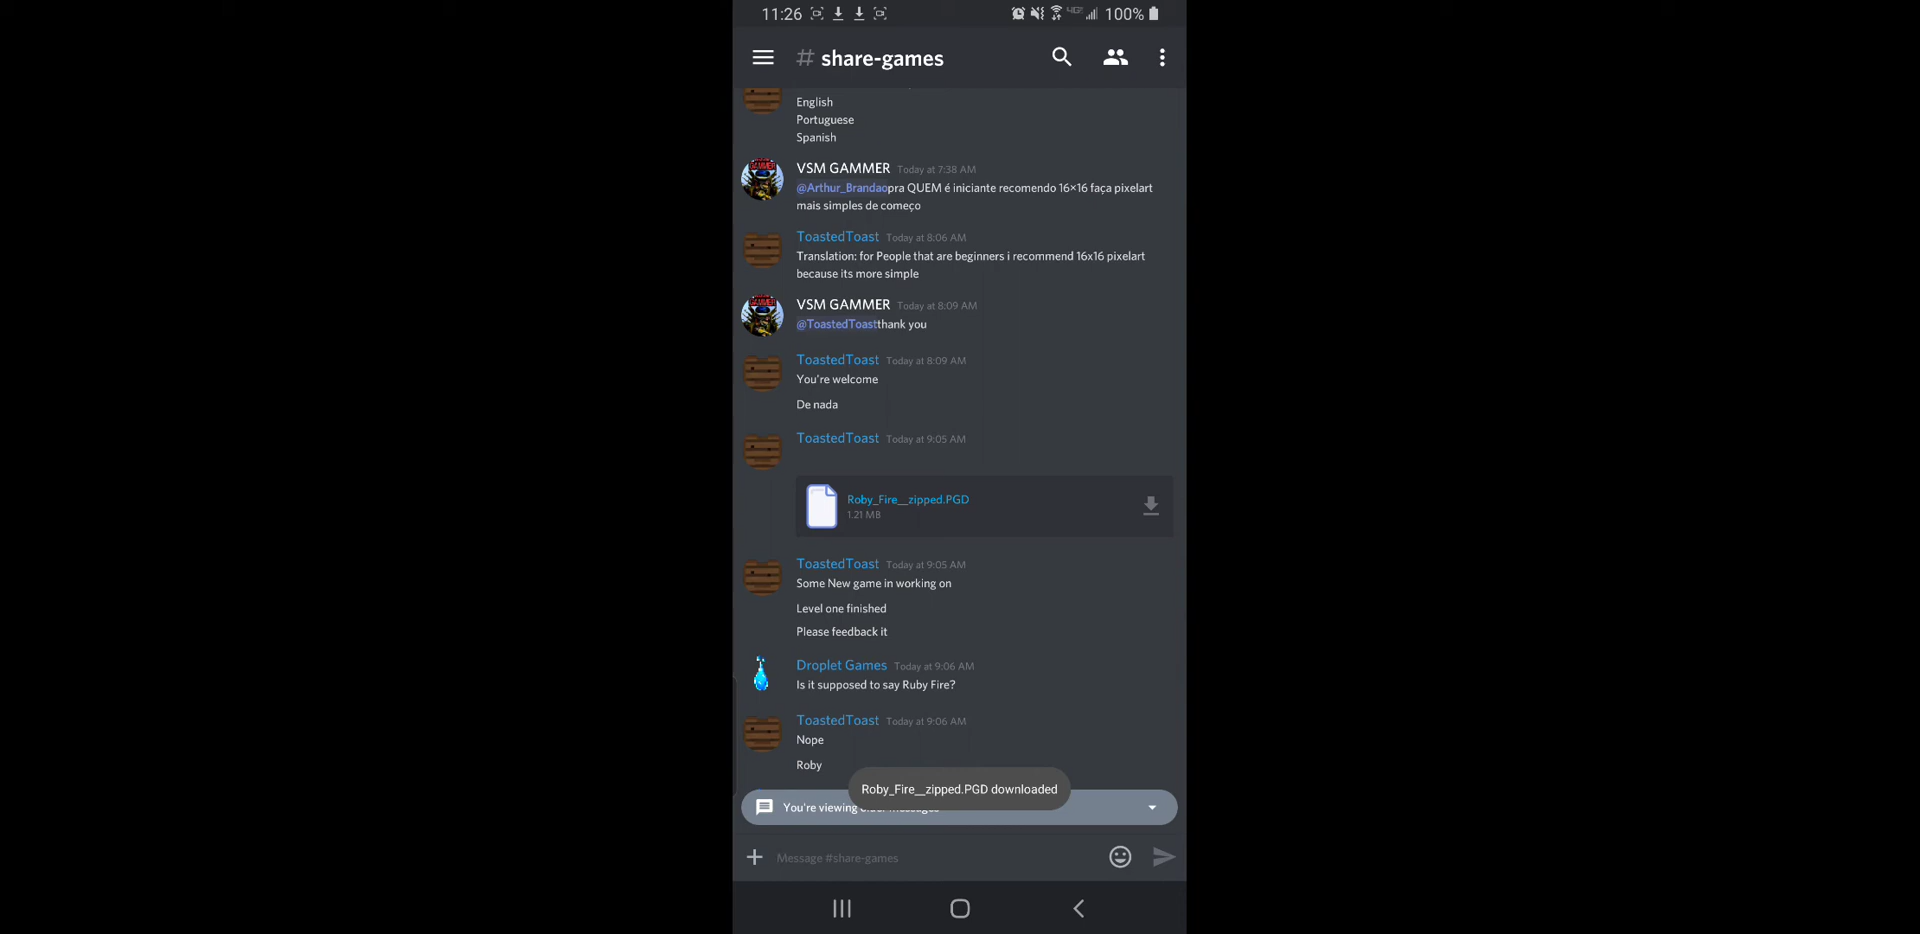 11:26 100%
# share-games
English
Portuguese
Spanish
VSM GAMMER Today at 7:38 AM
@Arthur_Brandaopra QUEM é iniciante recomendo 16×16 faça pixelart
mais simples de começo
ToastedToast Today at 8:06 AM
Translation: for People that are beginners i recommend 16x16 pixelart
because its more simple
VSM GAMMER Today at 8:09 AM
@ToastedToastthank you
ToastedToast Today at 8:09 AM
You're welcome
De nada
ToastedToast Today at 9:05 AM
Roby_Fire__zipped.PGD
1.21 MB
ToastedToast Today at 9:05 AM
Some New game in working on
Level one finished
Please feedback it
Droplet Games Today at 9:06 AM
Is it supposed to say Ruby Fire?
ToastedToast Today at 9:06 AM
Nope
Roby
Roby_Fire__zipped.PGD downloaded
You're viewing older messages
Message #share-games